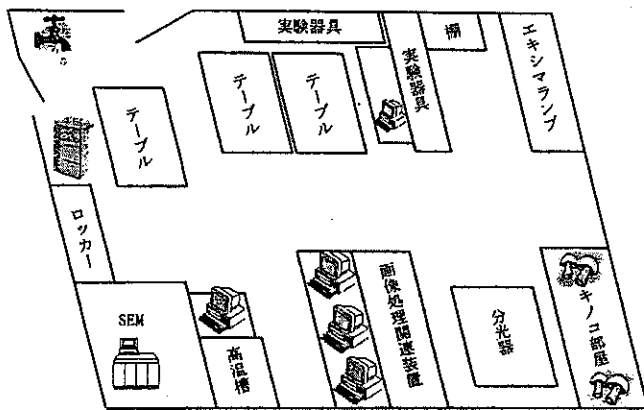 実験器具
棚
エキシマランプ
実験器具
テーブル
テーブル
テーブル
ロッカー
SEM
高温槽
画像処理関連装置
分光器
キノコ部屋